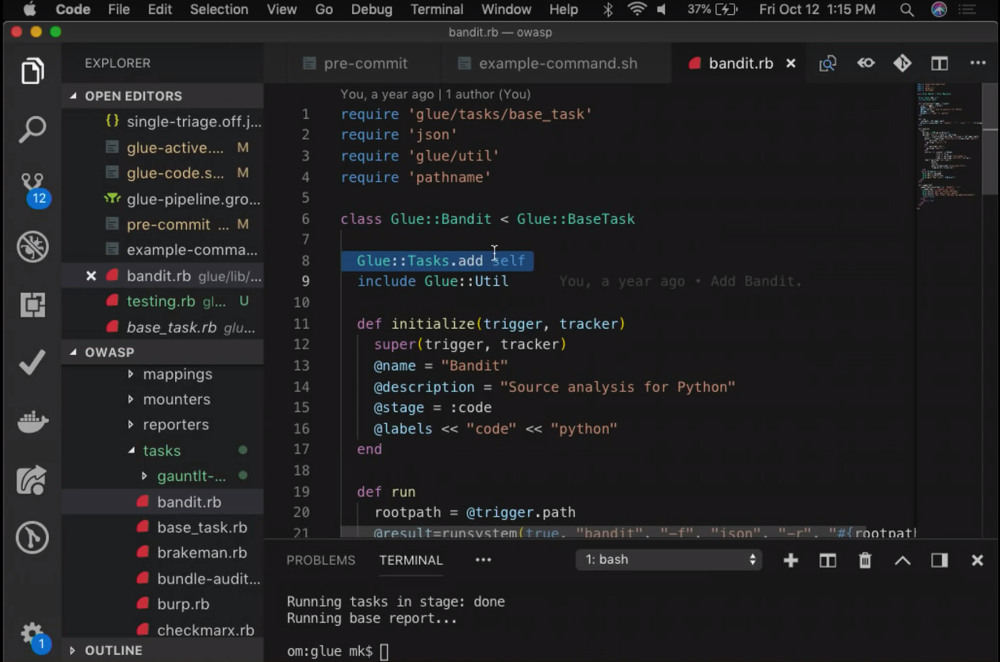 Code File Edit Selection View Go Debug Terminal Window Help 37% Fri Oct 12 1:15 PM
bandit.rb — owasp
EXPLORER
pre-commit example-command.sh bandit.rb
OPEN EDITORS
single-triage.off.j...
glue-active.... M
glue-code.s... M
glue-pipeline.gro...
pre-commit ... M
example-comma...
bandit.rb glue/lib/...
testing.rb gl... U
base_task.rb glu...
OWASP
mappings
mounters
reporters
tasks
gauntlt-...
bandit.rb
base_task.rb
brakeman.rb
bundle-audit...
burp.rb
checkmarx.rb
OUTLINE
12
1
You, a year ago | 1 author (You)
1 require 'glue/tasks/base_task'
2 require 'json'
3 require 'glue/util'
4 require 'pathname'
5
6 class Glue::Bandit < Glue::BaseTask
7
8 Glue::Tasks.add self
9 include Glue::Util You, a year ago • Add Bandit.
10
11 def initialize(trigger, tracker)
12 super(trigger, tracker)
13 @name = "Bandit"
14 @description = "Source analysis for Python"
15 @stage = :code
16 @labels << "code" << "python"
17 end
18
19 def run
20 rootpath = @trigger.path
21 @result=runsystem(true, "bandit", "-f", "json", "-r", "#{rootpath
PROBLEMS TERMINAL ... 1: bash
Running tasks in stage: done
Running base report...
om:glue mk$